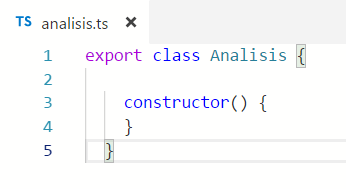 TS analisis.ts ×
1 export class Analisis {
2
3 constructor() {
4 }
5 }